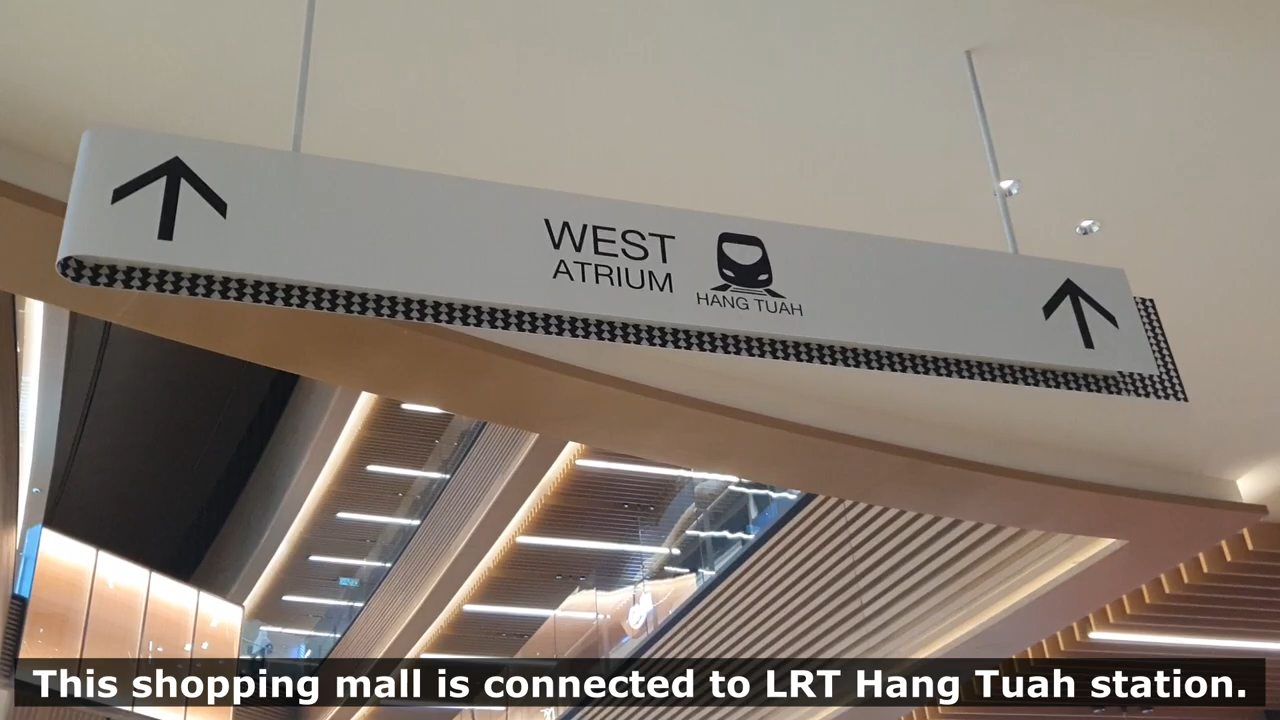 WEST
ATRIUM
HANG TUAH
This shopping mall is connected to LRT Hang Tuah station.